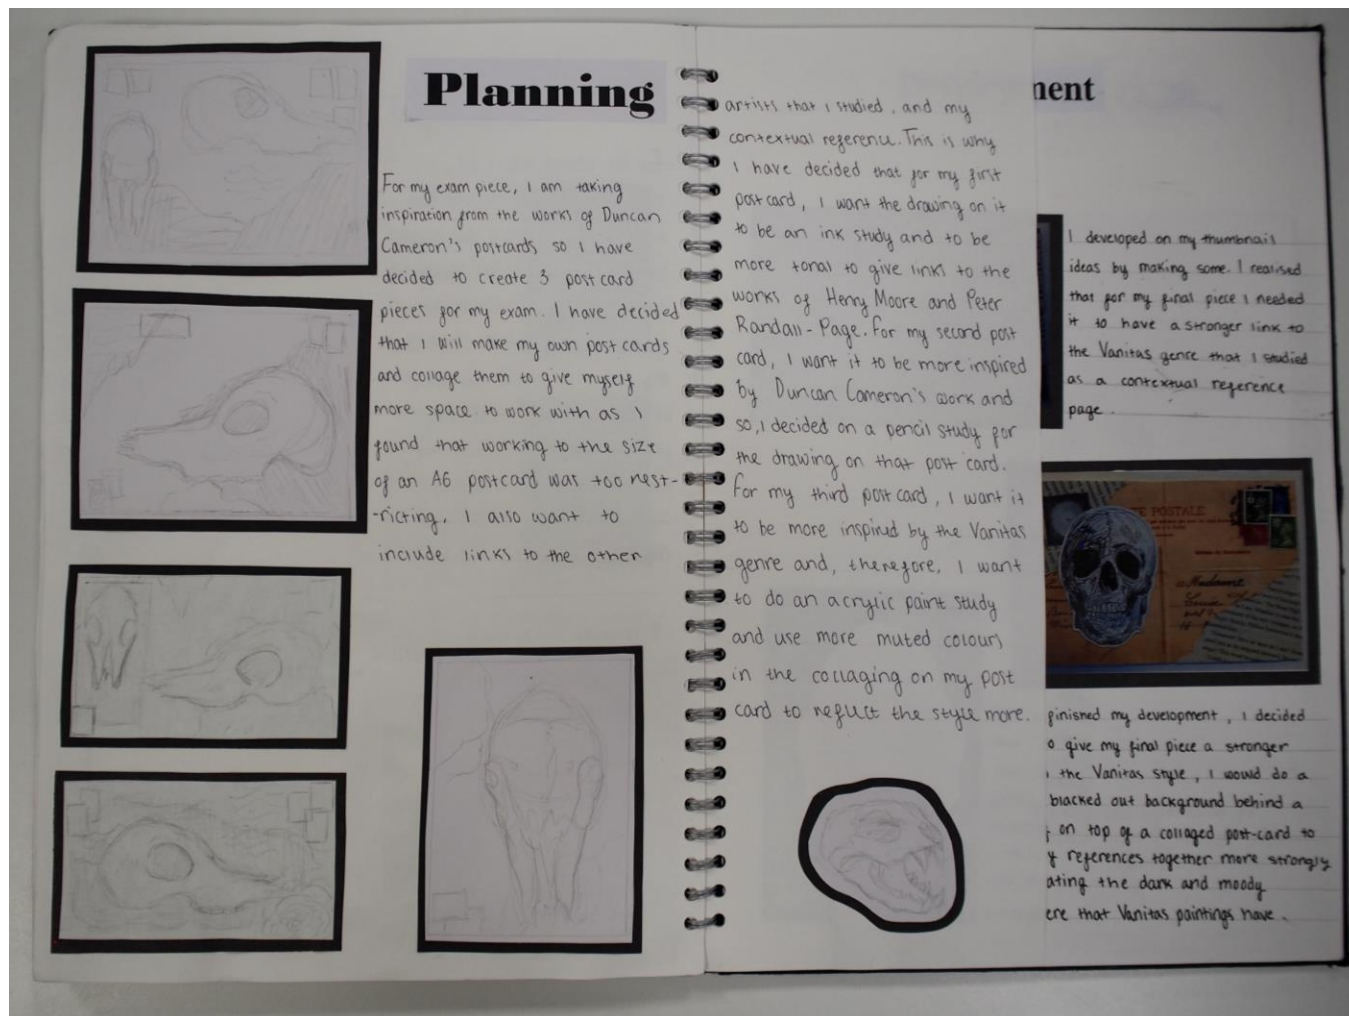 Planning
For my exam piece, I am taking
inspiration from the works of Duncan
Cameron's postcards so I have
decided to create 3 post card
pieces for my exam. I have decided
that I will make my own post cards
and collage them to give myself
more space to work with as I
found that working to the size
of an A6 postcard was too rest-
-ricting. I also want to
include links to the other
artists that I studied, and my
contextual reference. This is why
I have decided that for my first
post card, I want the drawing on it
to be an ink study and to be
more tonal to give links to the
works of Henry Moore and Peter
Randall-Page. For my second post
card, I want it to be more inspired
by Duncan Cameron's work and
so, I decided on a pencil study for
the drawing on that post card.
For my third post card, I want it
to be more inspired by the Vanitas
genre and, therefore, I want
to do an acrylic paint study
and use more muted colours
in the collaging on my post
card to reflect the style more.
ment
I developed on my thumbnail
ideas by making some. I realised
that for my final piece I needed
it to have a stronger link to
the Vanitas genre that I studied
as a contextual reference
page.
TE POSTALE
Madame
Louise
finished my development, I decided
o give my final piece a stronger
the Vanitas style, I would do a
blacked out background behind a
on top of a collaged post-card to
y references together more strongly
ating the dark and moody
ere that Vanitas paintings have.